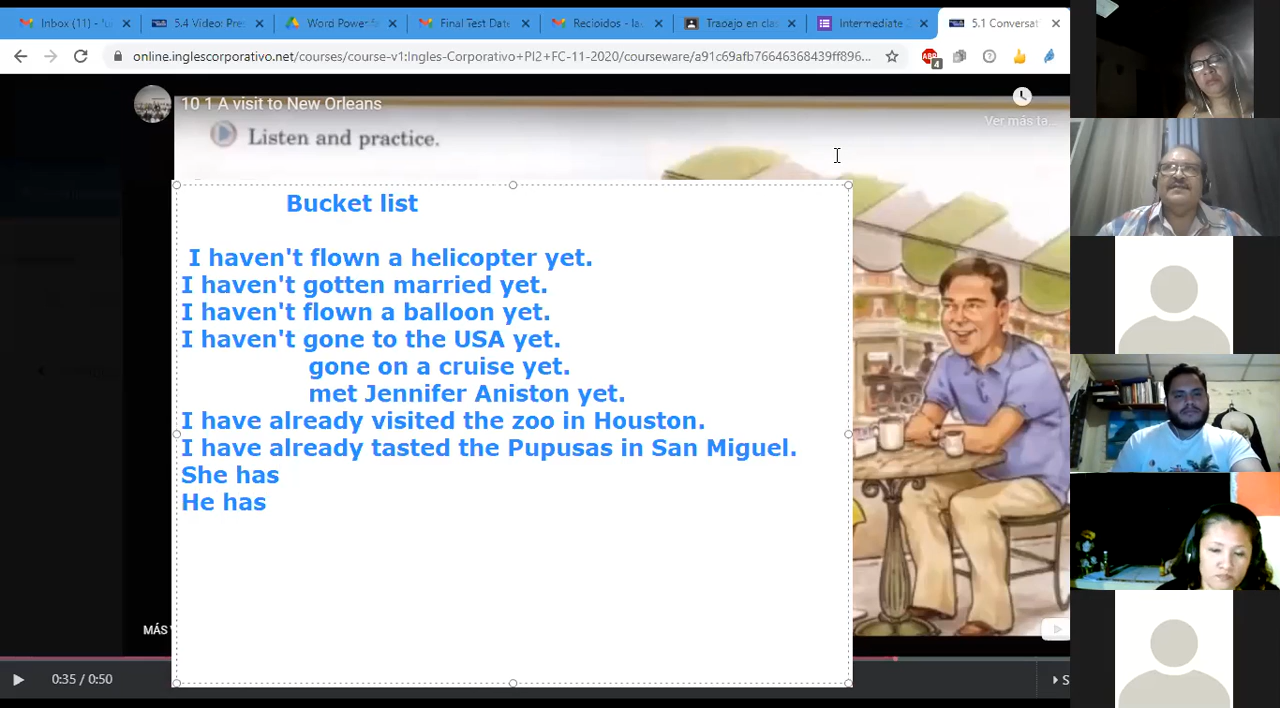 Inbox (11) - 
5.4 Video: Pres
Word Power f
Final Test Date
Recibidos - 
Trabajo en cla
Intermediate 
5.1 Conversat
online.inglescorporativo.net/courses/course-v1:Ingles-Corporativo+PI2+FC-11-2020/courseware/a91c69afb76646368439ff896...
4
10 1 A visit to New Orleans
Ver más ta...
Listen and practice.
Bucket list
I haven't flown a helicopter yet.
I haven't gotten married yet.
I haven't flown a balloon yet.
I haven't gone to the USA yet.
gone on a cruise yet.
met Jennifer Aniston yet.
I have already visited the zoo in Houston.
I have already tasted the Pupusas in San Miguel.
She has
He has
MÁS
0:35 / 0:50
S